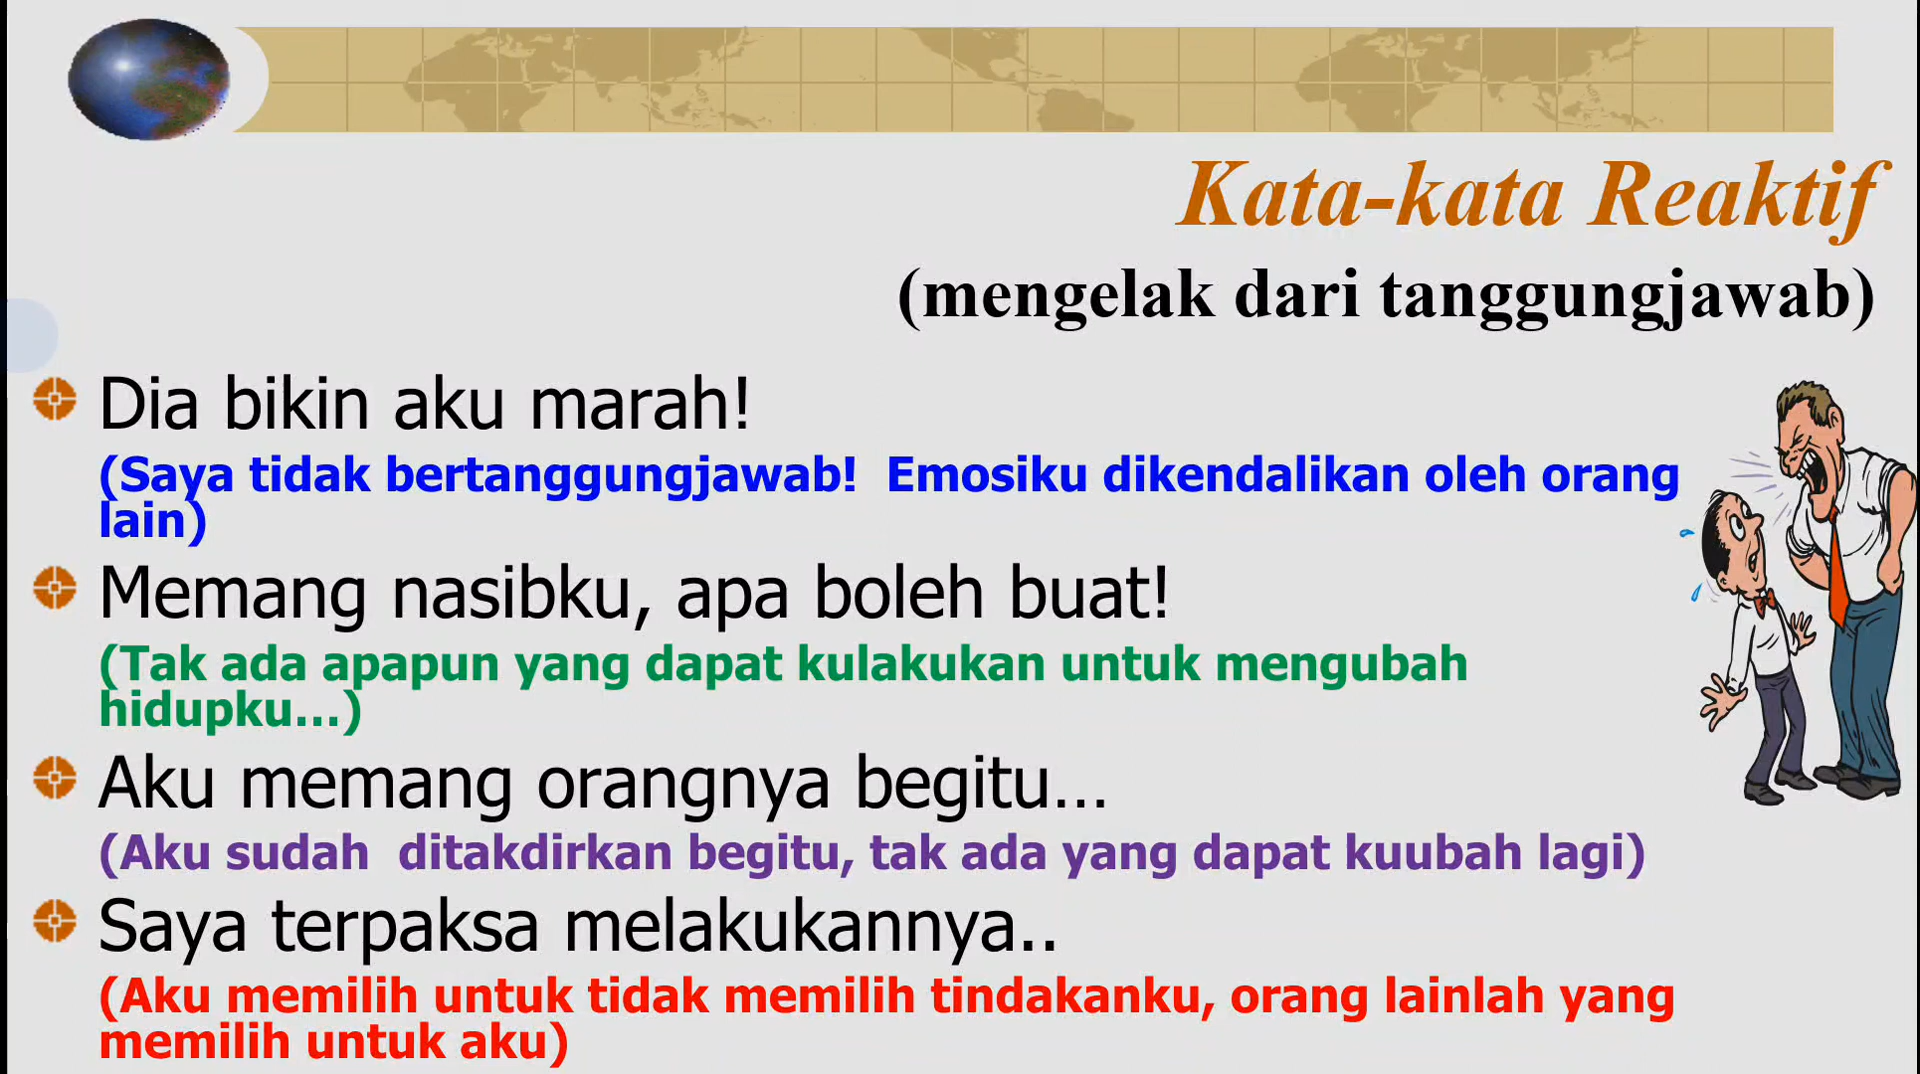 Kata-kata Reaktif
(mengelak dari tanggungjawab)
Dia bikin aku marah!
(Saya tidak bertanggungjawab!  Emosiku dikendalikan oleh orang
lain)
Memang nasibku, apa boleh buat!
(Tak ada apapun yang dapat kulakukan untuk mengubah
hidupku...)
Aku memang orangnya begitu...
(Aku sudah  ditakdirkan begitu, tak ada yang dapat kuubah lagi)
Saya terpaksa melakukannya..
(Aku memilih untuk tidak memilih tindakanku, orang lainlah yang
memilih untuk aku)